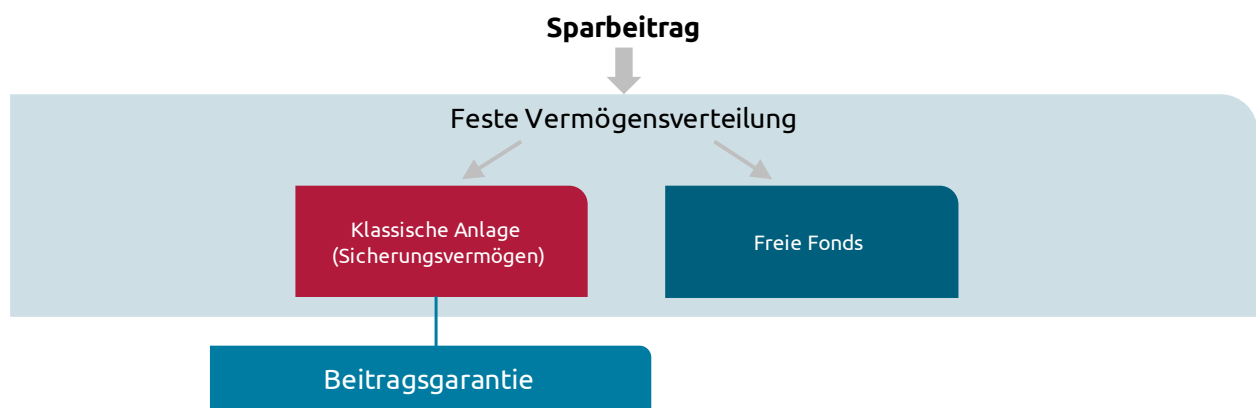 Sparbeitrag
Feste Vermögensverteilung
Klassische Anlage
(Sicherungsvermögen)
Freie Fonds
Beitragsgarantie